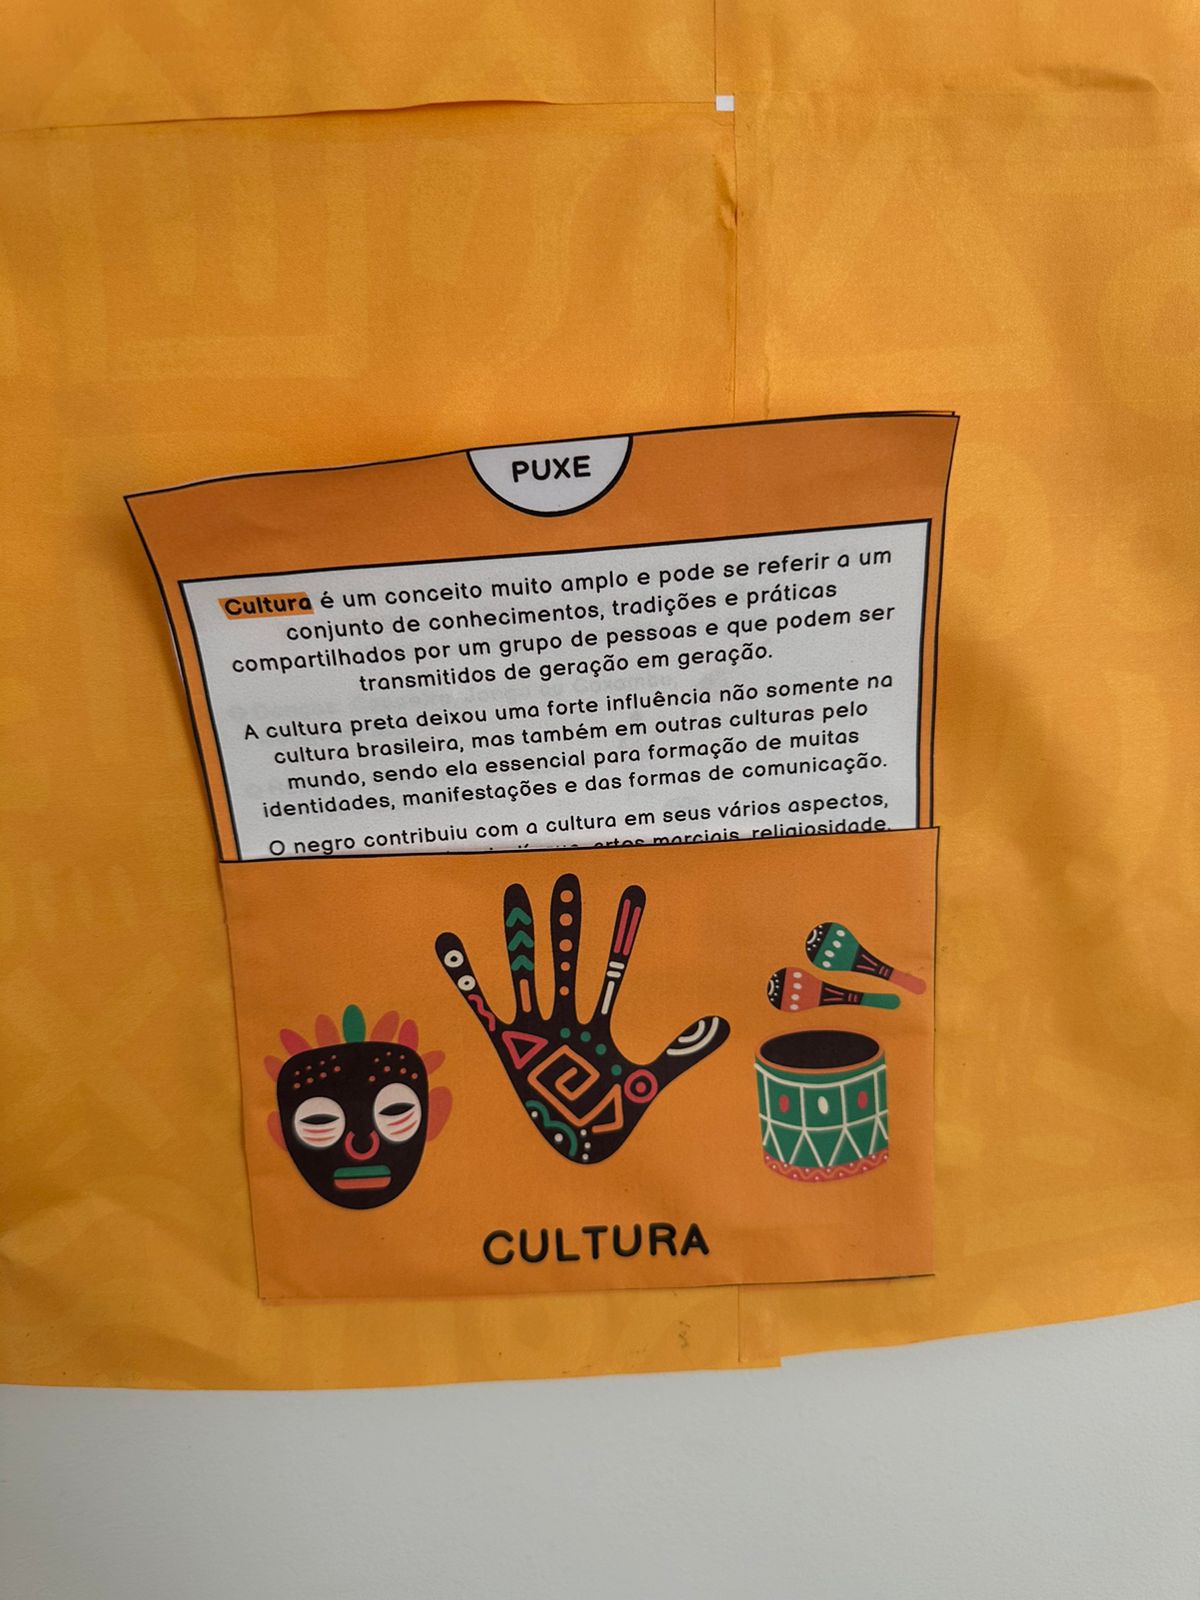 PUXE
Cultura é um conceito muito amplo e pode se referir a um
conjunto de conhecimentos, tradições e práticas
compartilhados por um grupo de pessoas e que podem ser
transmitidos de geração em geração.
A cultura preta deixou uma forte influência não somente na
cultura brasileira, mas também em outras culturas pelo
mundo, sendo ela essencial para formação de muitas
identidades, manifestações e das formas de comunicação.
O negro contribuiu com a cultura em seus vários aspectos,
artes marciais, religiosidade,
CULTURA